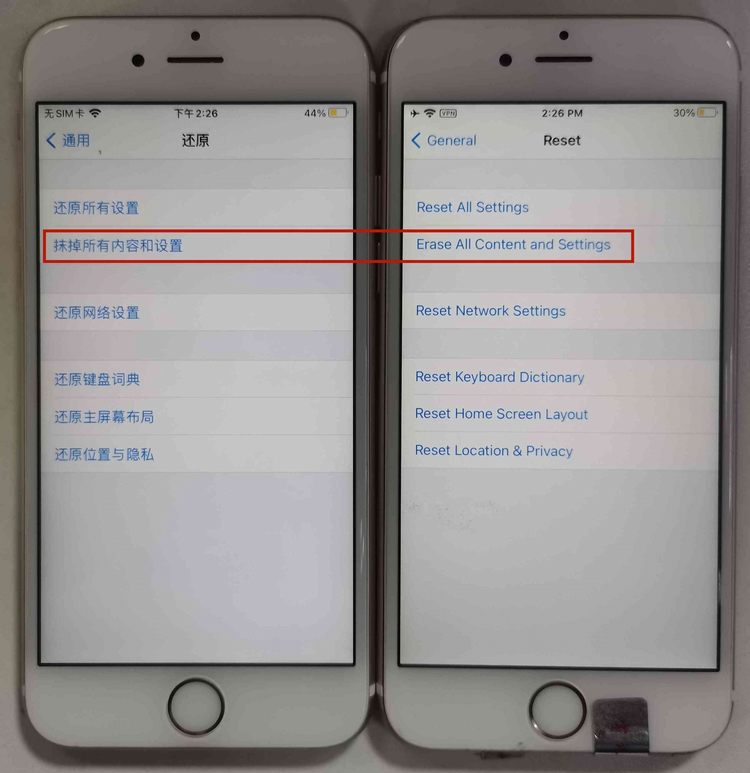 无SIM卡 下午2:26 44%
通用 还原
还原所有设置
抹掉所有内容和设置
还原网络设置
还原键盘词典
还原主屏幕布局
还原位置与隐私
VPN 2:26 PM 30%
General Reset
Reset All Settings
Erase All Content and Settings
Reset Network Settings
Reset Keyboard Dictionary
Reset Home Screen Layout
Reset Location & Privacy